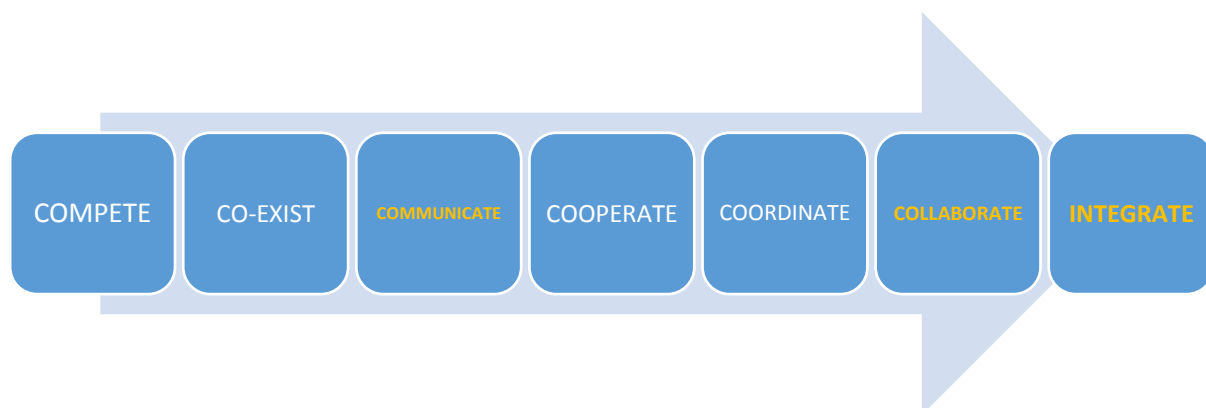 COMPETE
CO-EXIST
COMMUNICATE
COOPERATE
COORDINATE
COLLABORATE
INTEGRATE